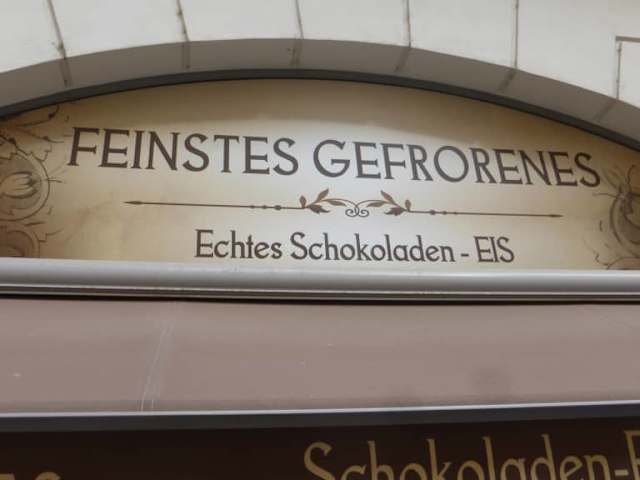 FEINSTES GEFRORENES
Echtes Schokoladen - EIS
Schokoladen-